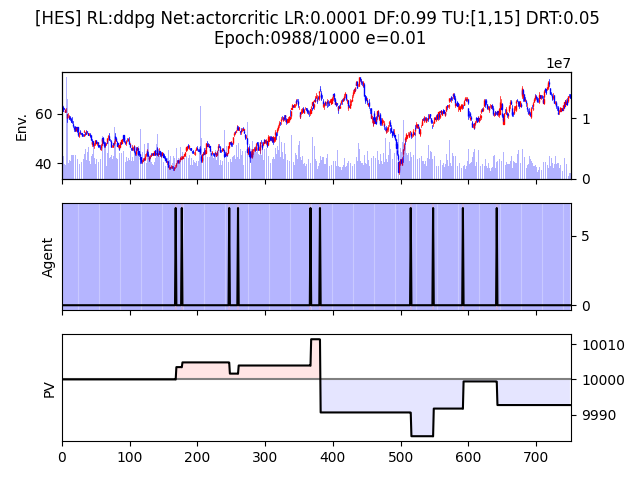 [HES] RL:ddpg Net:actorcritic LR:0.0001 DF:0.99 TU:[1,15] DRT:0.05
Epoch:0988/1000 e=0.01
1e7
Env.
60
40
1
0
Agent
5
0
PV
10010
10000
9990
0 100 200 300 400 500 600 700